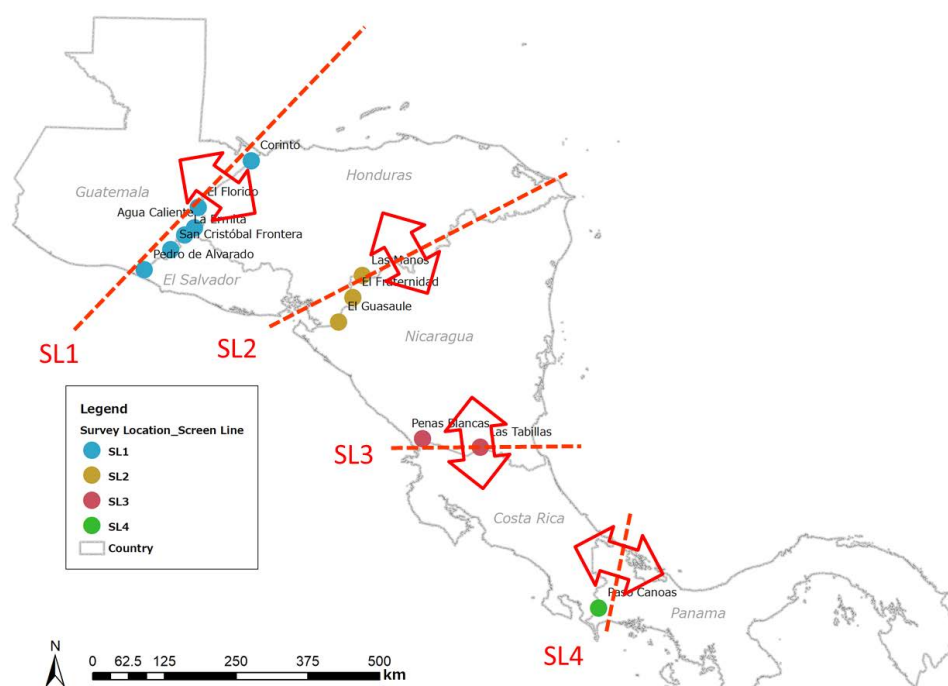 Corinto
Honduras
Guatemala
El Florido
Agua Caliente
La Ermita
San Cristóbal Frontera
Pedro de Alvarado
El Salvador
Las Manos
El Fraternidad
El Guasaule
Nicaragua
SL1
SL2
Legend
Survey Location_Screen Line
SL1
SL2
SL3
SL4
Country
Penas Blancas
Las Tabillas
SL3
Costa Rica
Paso Canoas
Panama
SL4
N
0 62.5 125 250 375 500
km